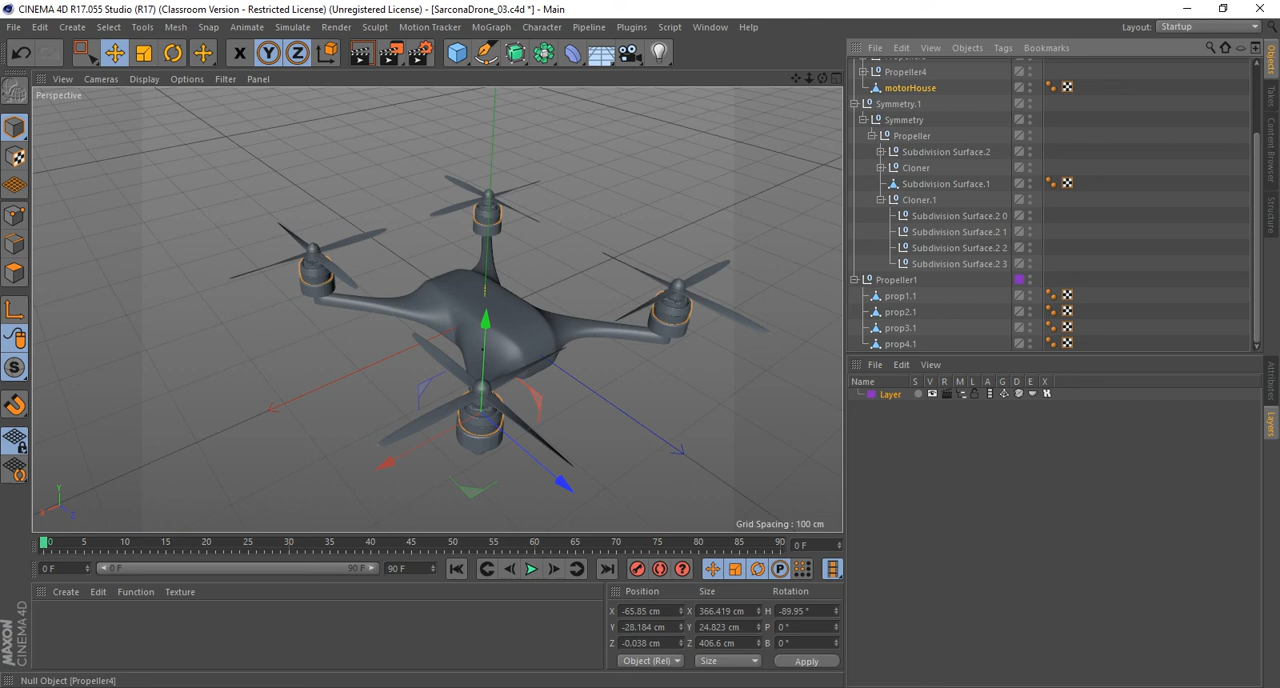 CINEMA 4D R17.055 Studio (R17) (Classroom Version - Restricted License) (Unregistered License) - [SarconaDrone_03.c4d *] - Main
File Edit Create Select Tools Mesh Snap Animate Simulate Render Sculpt Motion Tracker MoGraph Character Pipeline Plugins Script Window Help
Layout: Startup
X Y Z
File Edit View Objects Tags Bookmarks
View Cameras Display Options Filter Panel
Perspective
Propeller4
motorHouse
Symmetry.1
Symmetry
Propeller
Subdivision Surface.2
Cloner
Subdivision Surface.1
Cloner.1
Subdivision Surface.2 0
Subdivision Surface.2 1
Subdivision Surface.2 2
Subdivision Surface.2 3
Propeller1
prop1.1
prop2.1
prop3.1
prop4.1
Objects
Takes
Content Browser
Structure
File Edit View
Name S V R M L A G D E X
Layer
Attributes
Layers
S
Y
X
Z
Grid Spacing : 100 cm
0 5 10 15 20 25 30 35 40 45 50 55 60 65 70 75 80 85 90 0 F
0 F 0 F 90 F 90 F
P
Create Edit Function Texture
Position Size Rotation
X -65.85 cm X 366.419 cm H -89.95 °
Y -28.184 cm Y 24.823 cm P 0 °
Z -0.038 cm Z 406.6 cm B 0 °
Object (Rel) Size Apply
MAXON CINEMA 4D
Null Object [Propeller4]